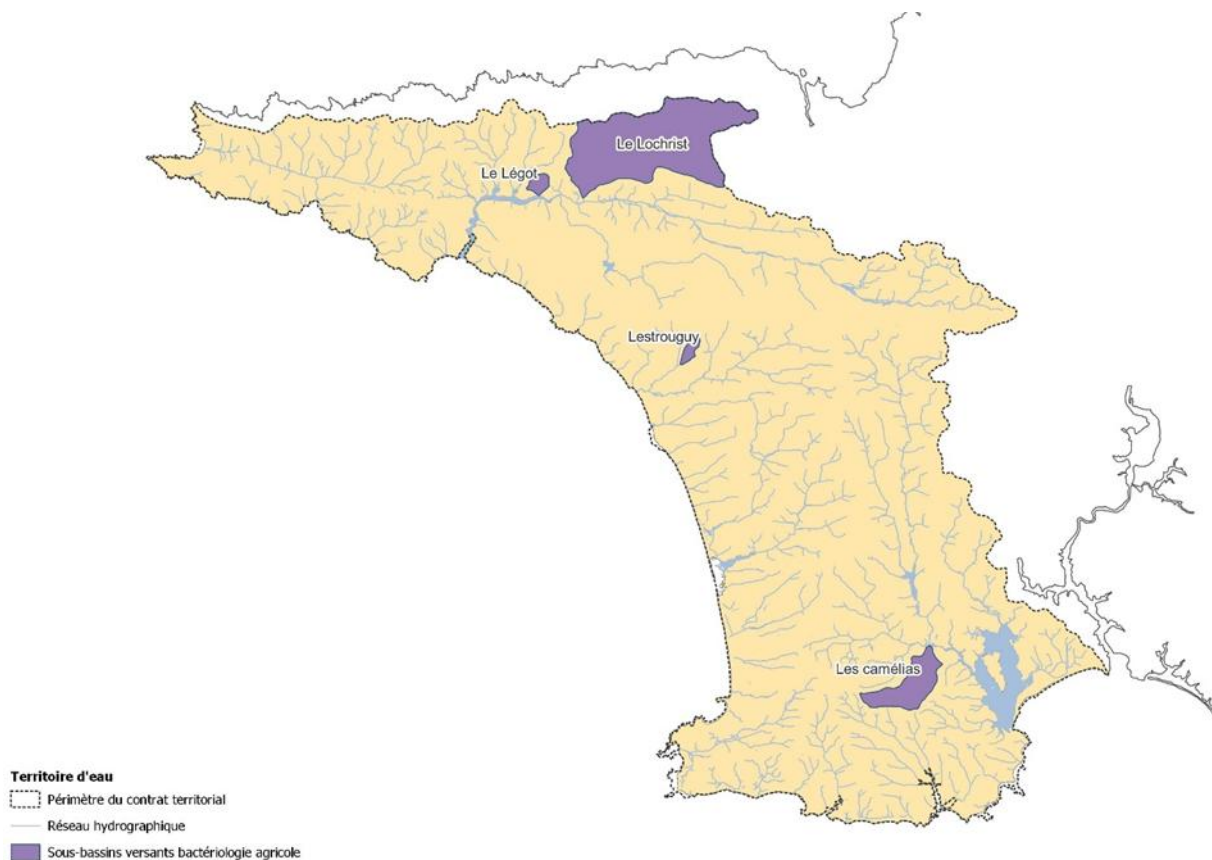 Le Lochrist
Le Légot
Lestrouguy
Les camélias
Territoire d'eau
Périmètre du contrat territorial
Réseau hydrographique
Sous-bassins versants bactériologie agricole